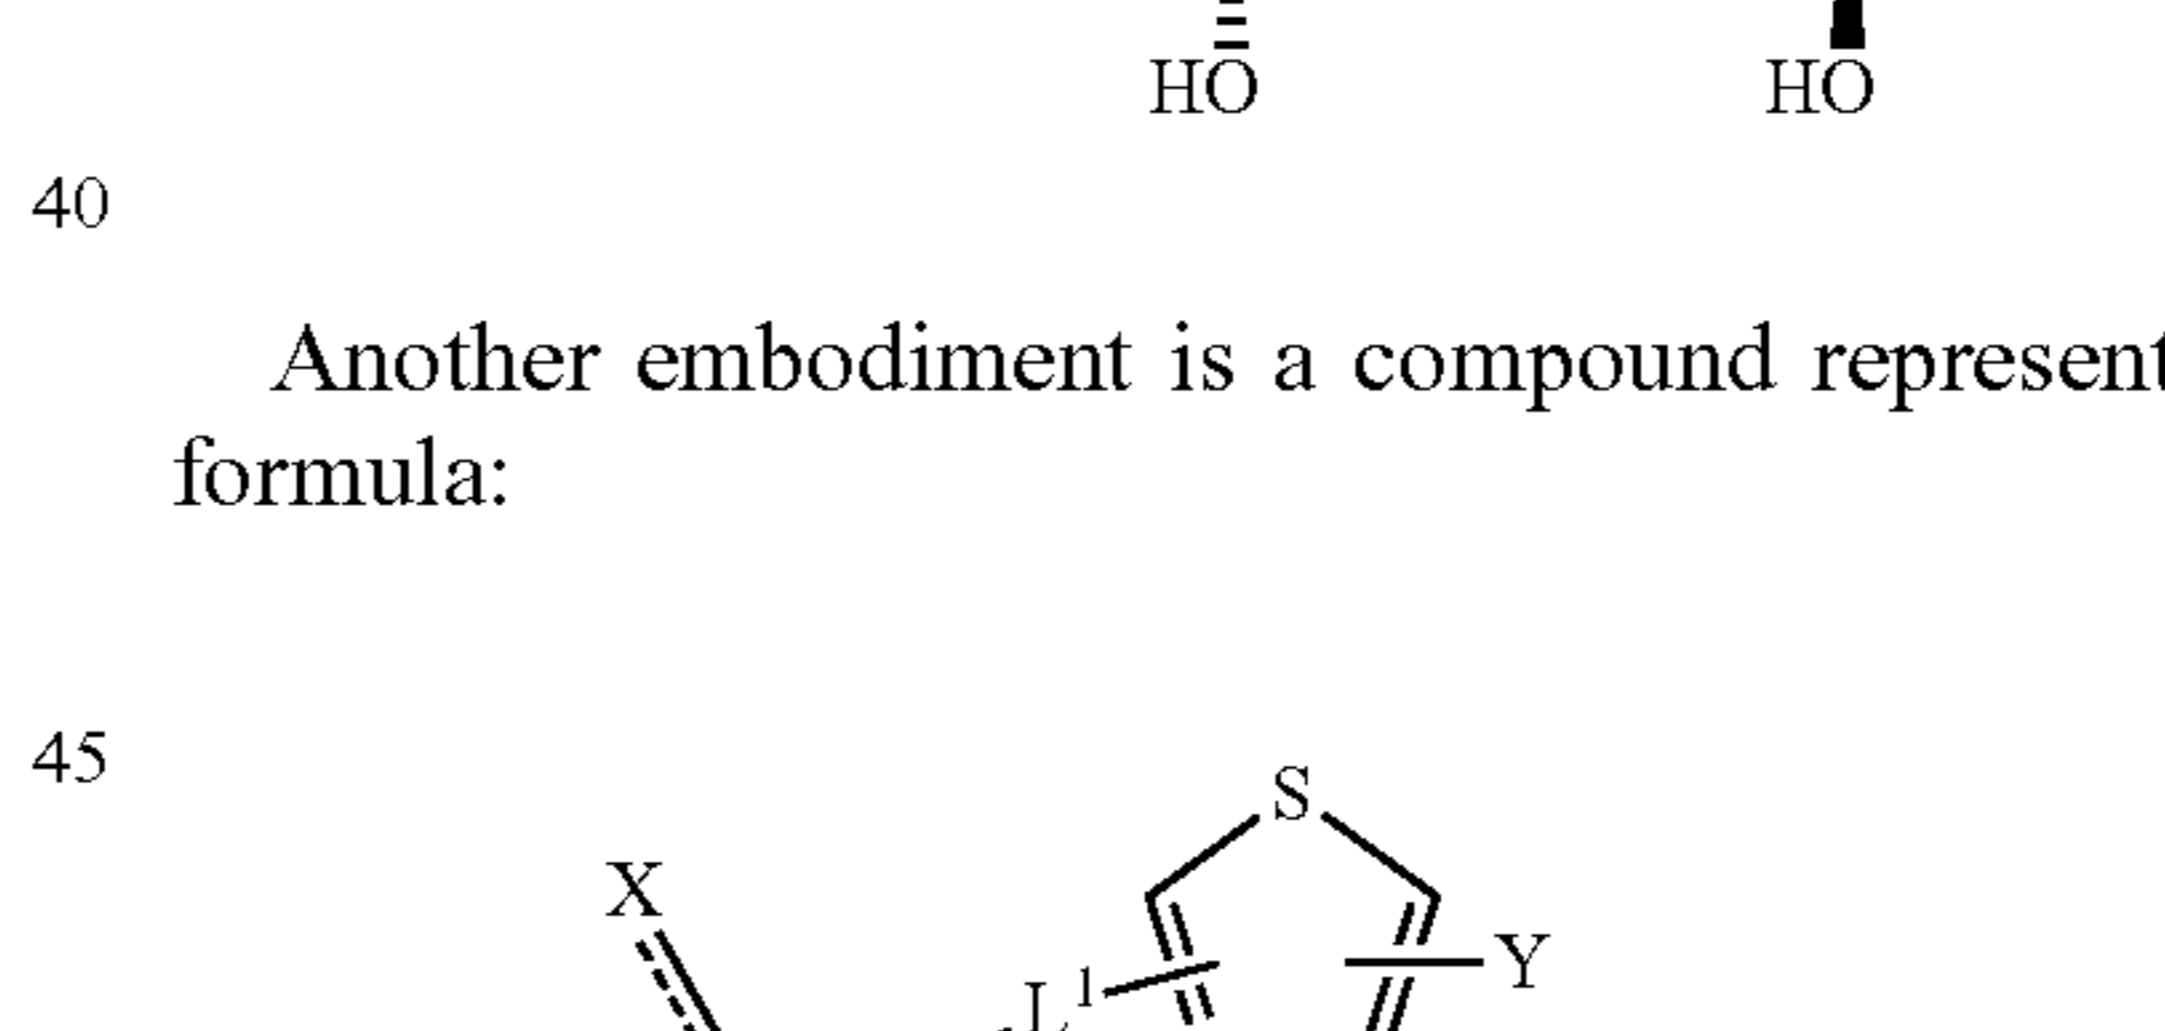 HO HO
40
Another embodiment is a compound represent
formula:
45
S
X
Y
L1